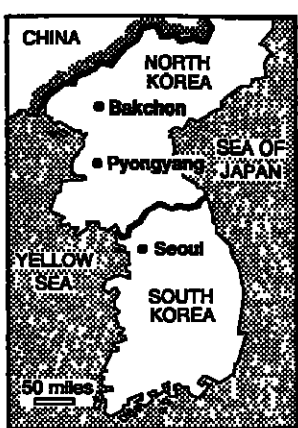 CHINA
NORTH
KOREA
Bakchon
SEA OF
JAPAN
Pyongyang
Seoul
YELLOW
SEA
SOUTH
KOREA
50 miles